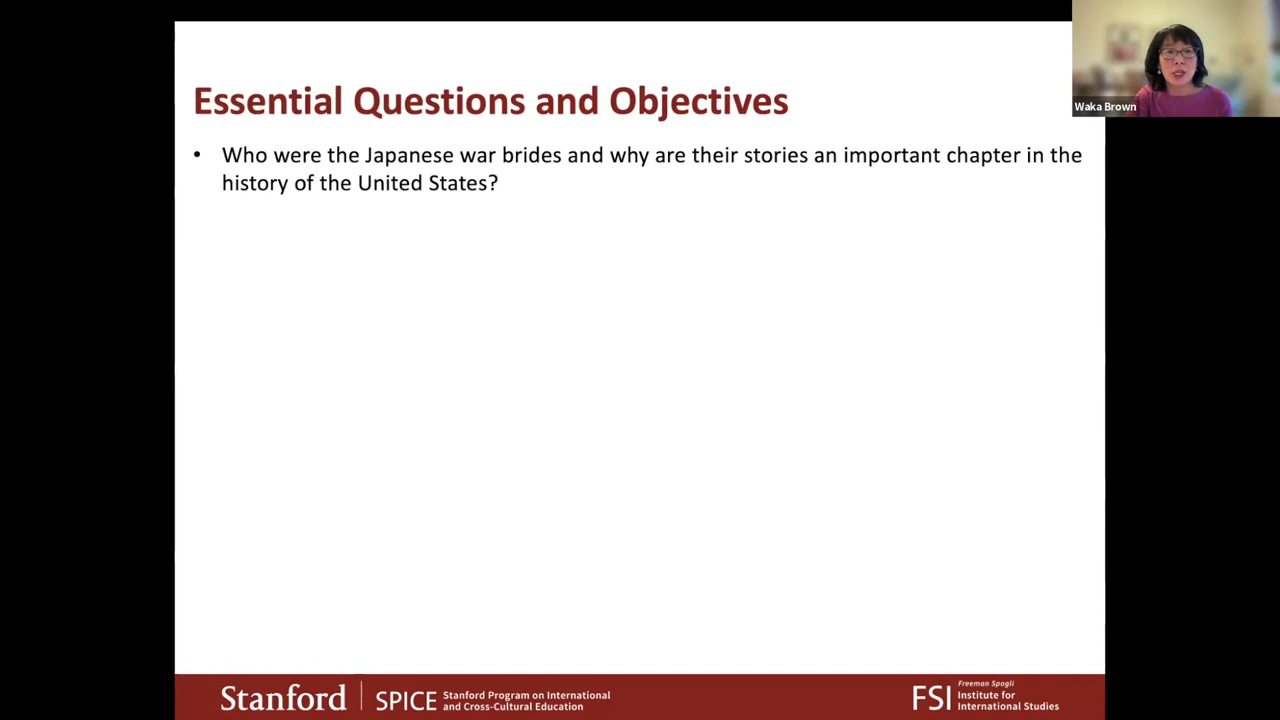 Essential Questions and Objectives
• Who were the Japanese war brides and why are their stories an important chapter in the
history of the United States?
Waka Brown
Stanford
SPICE
Stanford Program on International
and Cross-Cultural Education
FSI
Freeman Spogli
Institute for
International Studies